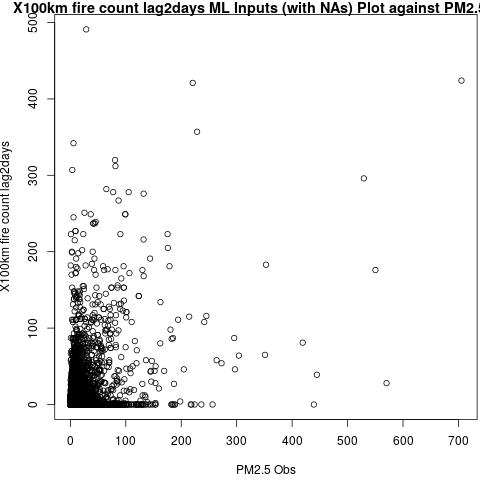 X100km fire count lag2days ML Inputs (with NAs) Plot against PM2.5
X100km fire count lag2days
500
400
300
200
100
0
0 100 200 300 400 500 600 700
PM2.5 Obs